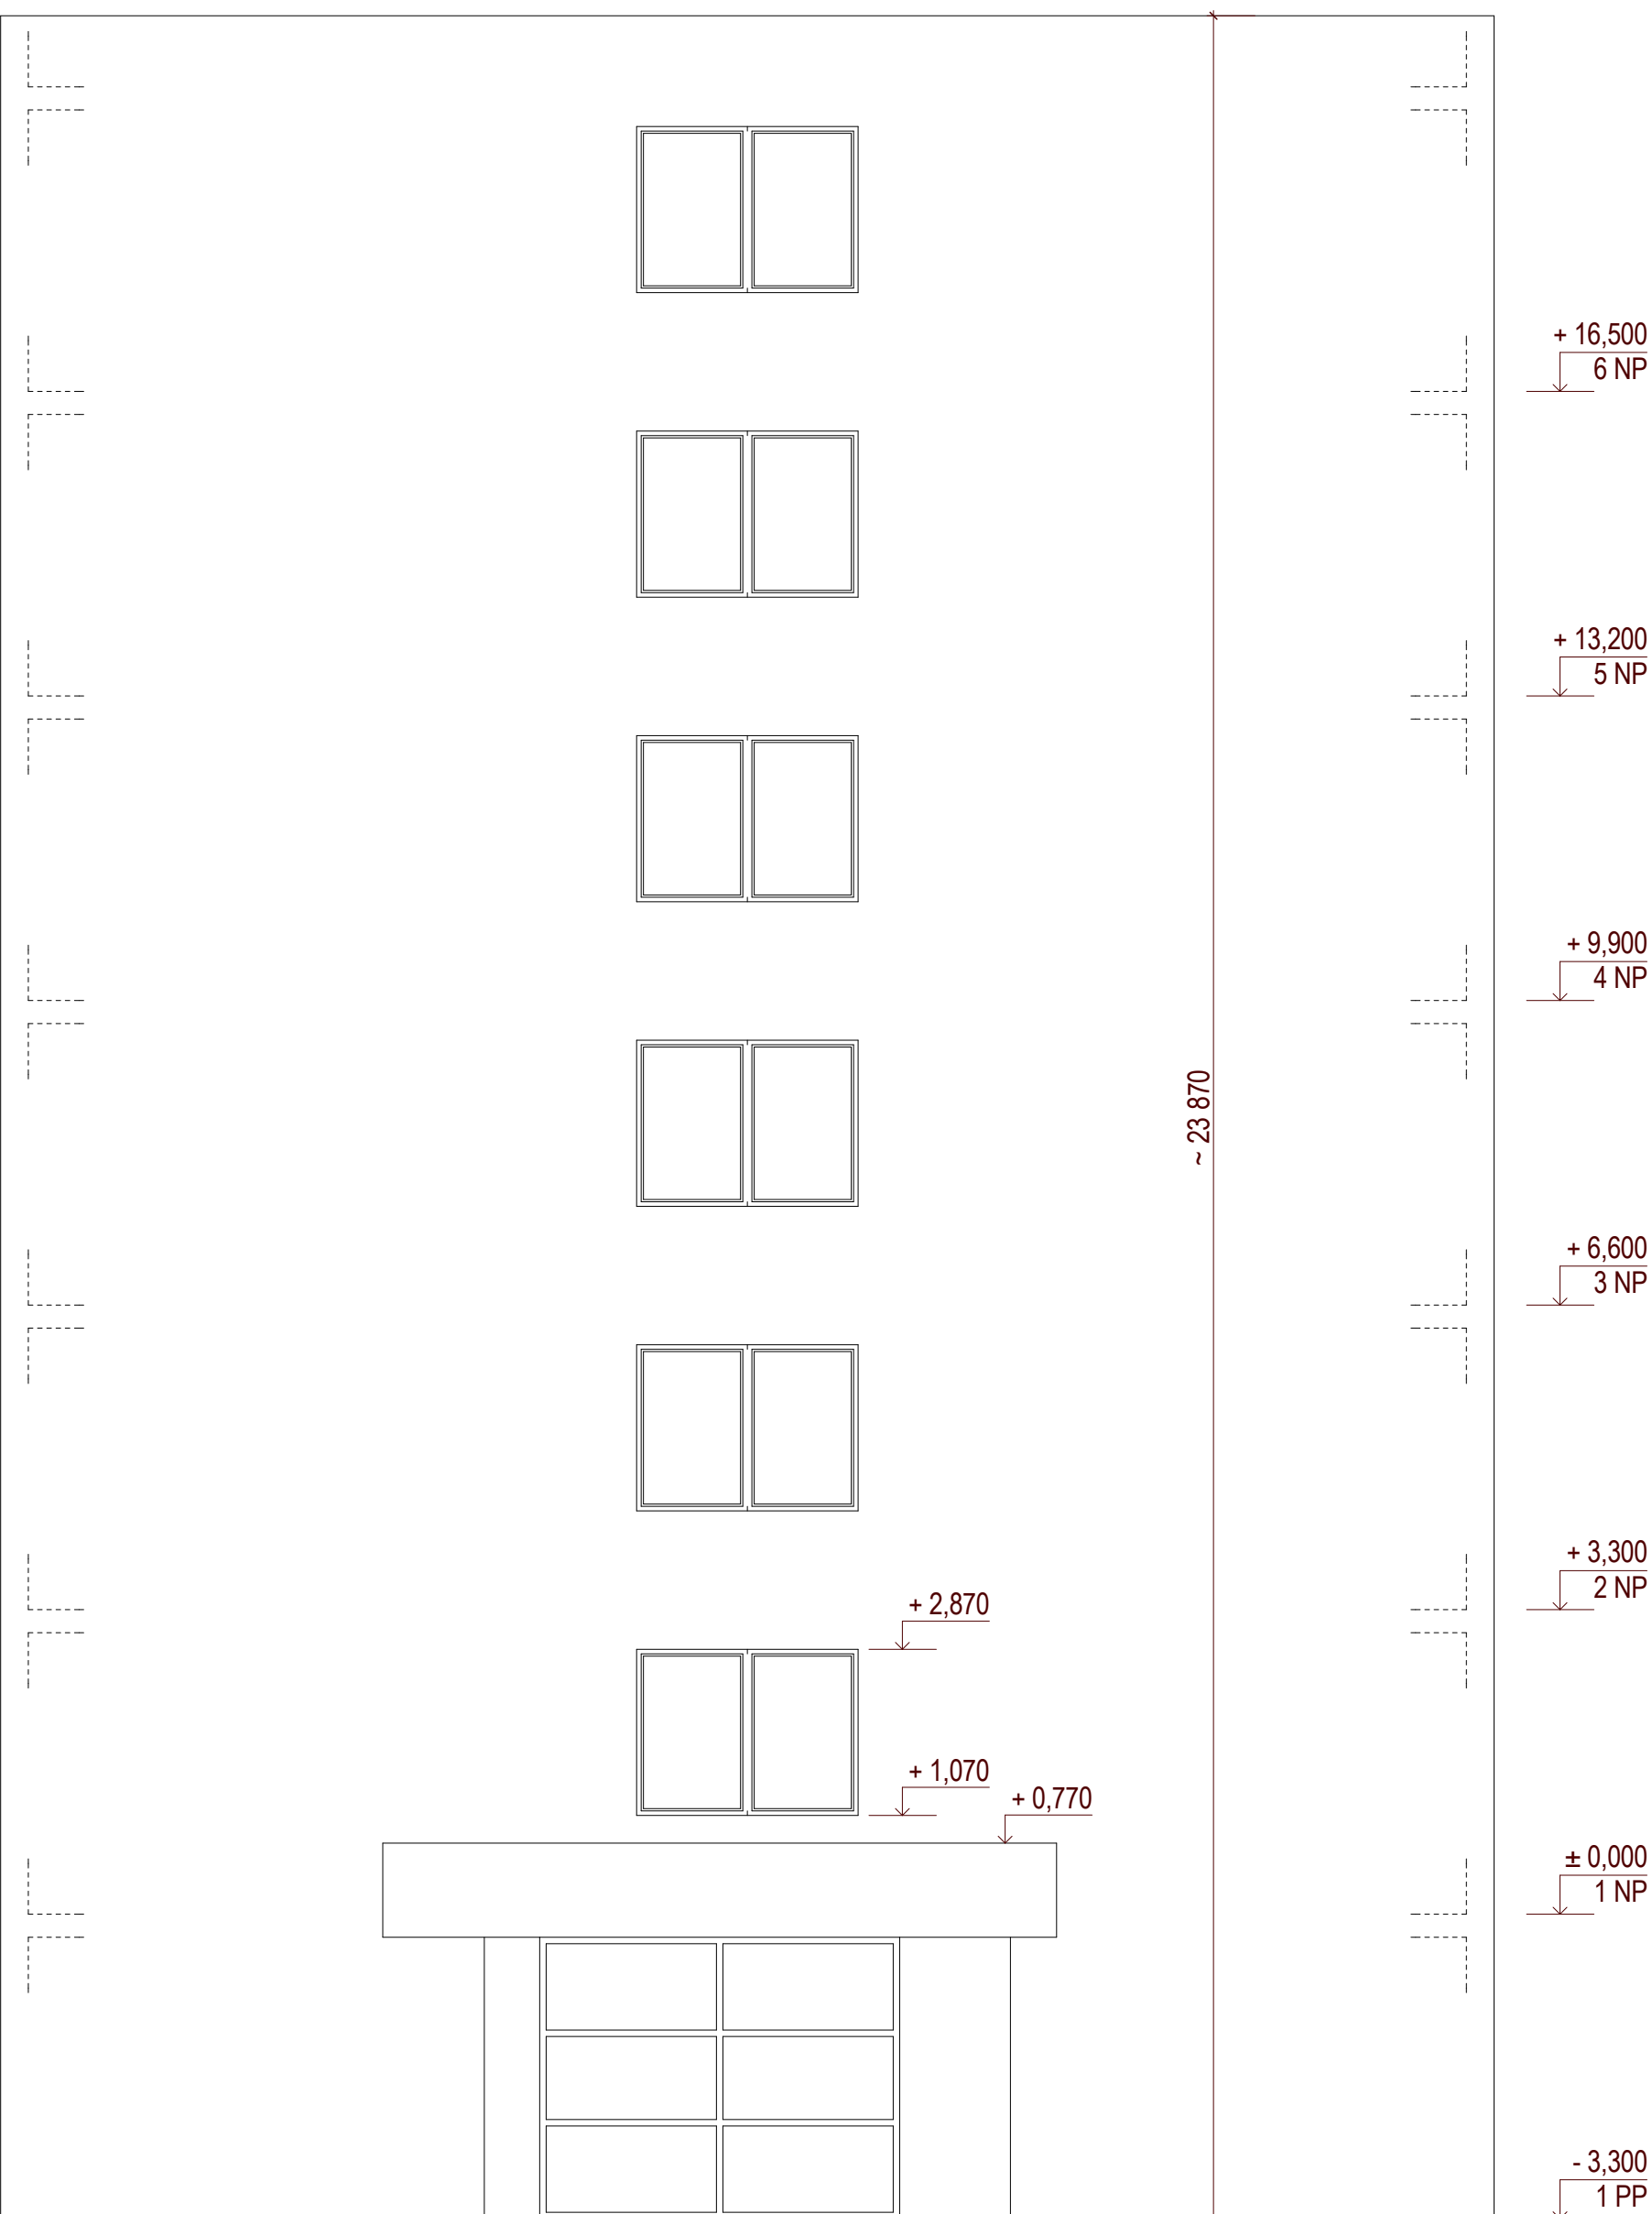 + 16,500
6 NP
+ 13,200
5 NP
+ 9,900
4 NP
~ 23 870
+ 6,600
3 NP
+ 3,300
2 NP
+ 2,870
+ 1,070
+ 0,770
± 0,000
1 NP
- 3,300
1 PP